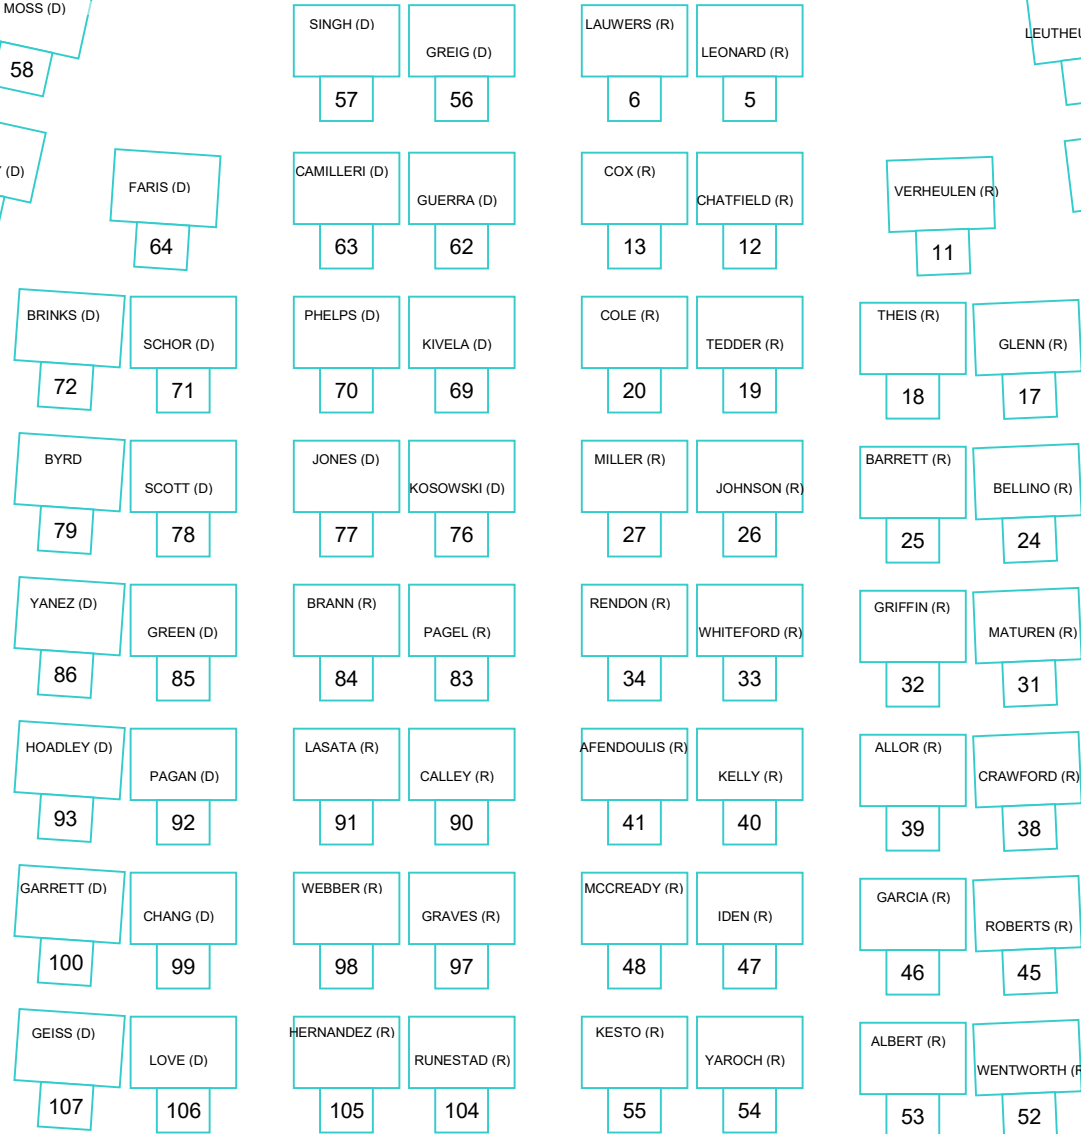 MOSS (D)
58
SINGH (D)
GREIG (D)
57
56
LAUWERS (R)
LEONARD (R)
6
5
(D)
FARIS (D)
64
CAMILLERI (D)
GUERRA (D)
63
62
COX (R)
CHATFIELD (R)
13
12
VERHEULEN (R)
11
BRINKS (D)
SCHOR (D)
72
71
PHELPS (D)
KIVELA (D)
70
69
COLE (R)
TEDDER (R)
20
19
THEIS (R)
GLENN (R)
18
17
BYRD
SCOTT (D)
79
78
JONES (D)
KOSOWSKI (D)
77
76
MILLER (R)
JOHNSON (R)
27
26
BARRETT (R)
BELLINO (R)
25
24
YANEZ (D)
GREEN (D)
86
85
BRANN (R)
PAGEL (R)
84
83
RENDON (R)
WHITEFORD (R)
34
33
GRIFFIN (R)
MATUREN (R)
32
31
HOADLEY (D)
PAGAN (D)
93
92
LASATA (R)
CALLEY (R)
91
90
AFENDOULIS (R)
KELLY (R)
41
40
ALLOR (R)
CRAWFORD (R)
39
38
GARRETT (D)
CHANG (D)
100
99
WEBBER (R)
GRAVES (R)
98
97
MCCREADY (R)
IDEN (R)
48
47
GARCIA (R)
ROBERTS (R)
46
45
GEISS (D)
LOVE (D)
107
106
HERNANDEZ (R)
RUNESTAD (R)
105
104
KESTO (R)
YAROCH (R)
55
54
ALBERT (R)
WENTWORTH (R
53
52